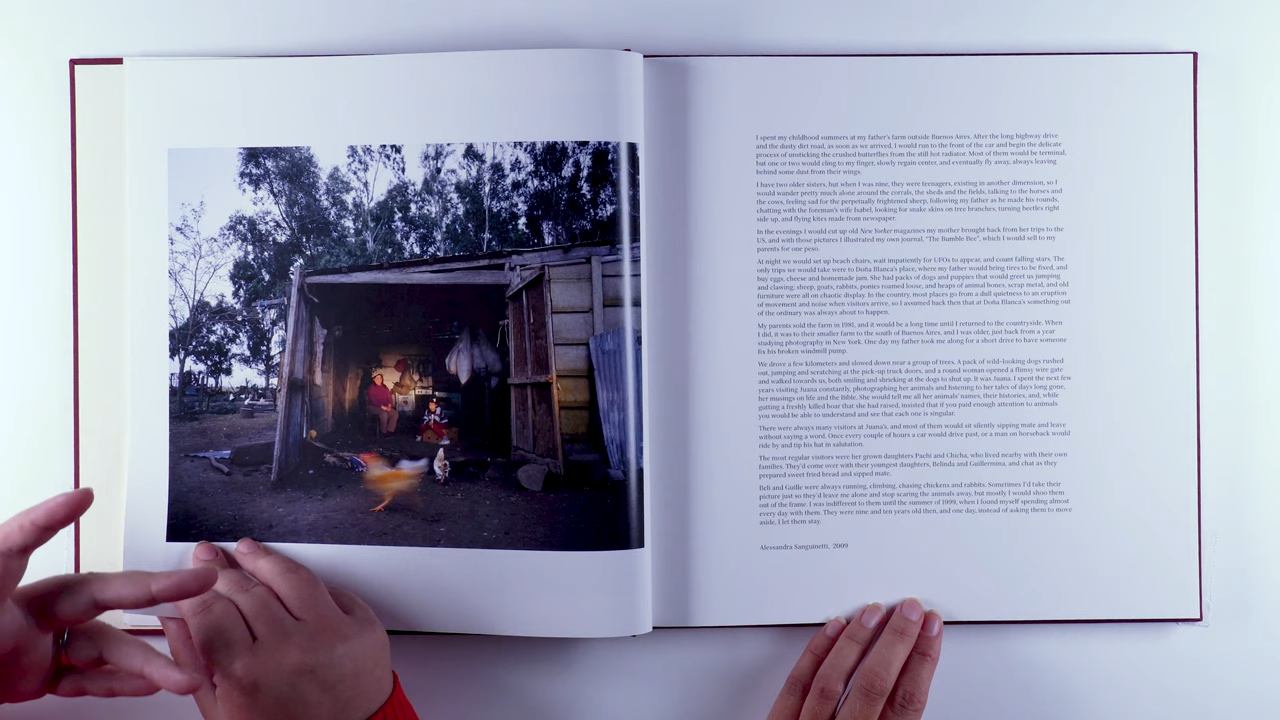 I spent my childhood summers at my father's farm outside Buenos Aires. After the long highway drive
and the dusty dirt road, as soon as we arrived, I would run to the front of the car and begin the delicate
process of unsticking the crushed butterflies from the still hot radiator. Most of them would be terminal,
but one or two would cling to my finger, slowly regain center, and eventually fly away, always leaving
behind some dust from their wings.
I have two older sisters, but when I was nine, they were teenagers, existing in another dimension, so I
would wander pretty much alone around the corrals, the sheds and the fields, talking to the horses and
the cows, feeling sad for the perpetually frightened sheep, following my father as he made his rounds,
chatting with the foreman's wife Isabel, looking for snake skins on tree branches, turning beetles right
side up, and flying kites made from newspaper.
In the evenings I would cut up old New Yorker magazines my mother brought back from her trips to the
US, and with those pictures I illustrated my own journal, "The Bumble Bee", which I would sell to my
parents for one peso.
At night we would set up beach chairs, wait impatiently for UFOs to appear, and count falling stars. The
only trips we would take were to Doña Blanca's place, where my father would bring tires to be fixed, and
buy eggs, cheese and homemade jam. She had packs of dogs and puppies that would greet us jumping
and clawing; sheep, goats, rabbits, ponies roamed loose, and heaps of animal bones, scrap metal, and old
furniture were all on chaotic display. In the country, most places go from a dull quietness to an eruption
of movement and noise when visitors arrive, so I assumed back then that at Doña Blanca's something out
of the ordinary was always about to happen.
My parents sold the farm in 1981, and it would be a long time until I returned to the countryside. When
I did, it was to their smaller farm to the south of Buenos Aires, and I was older, just back from a year
studying photography in New York. One day my father took me along for a short drive to have someone
fix his broken windmill pump.
We drove a few kilometers and slowed down near a group of trees. A pack of wild-looking dogs rushed
out, jumping and scratching at the pick-up truck doors, and a round woman opened a flimsy wire gate
and walked towards us, both smiling and shrieking at the dogs to shut up. It was Juana. I spent the next few
years visiting Juana constantly, photographing her animals and listening to her tales of days long gone,
her musings on life and the Bible. She would tell me all her animals' names, their histories, and, while
gutting a freshly killed boar that she had raised, insisted that if you paid enough attention to animals
you would be able to understand and see that each one is singular.
There were always many visitors at Juana's, and most of them would sit silently sipping mate and leave
without saying a word. Once every couple of hours a car would drive past, or a man on horseback would
ride by and tip his hat in salutation.
The most regular visitors were her grown daughters Pachi and Chicha, who lived nearby with their own
families. They'd come over with their youngest daughters, Belinda and Guillermina, and chat as they
prepared sweet fried bread and sipped mate.
Beli and Guille were always running, climbing, chasing chickens and rabbits. Sometimes I'd take their
picture just so they'd leave me alone and stop scaring the animals away, but mostly I would shoo them
out of the frame. I was indifferent to them until the summer of 1999, when I found myself spending almost
every day with them. They were nine and ten years old then, and one day, instead of asking them to move
aside, I let them stay.
Alessandra Sanguinetti, 2009